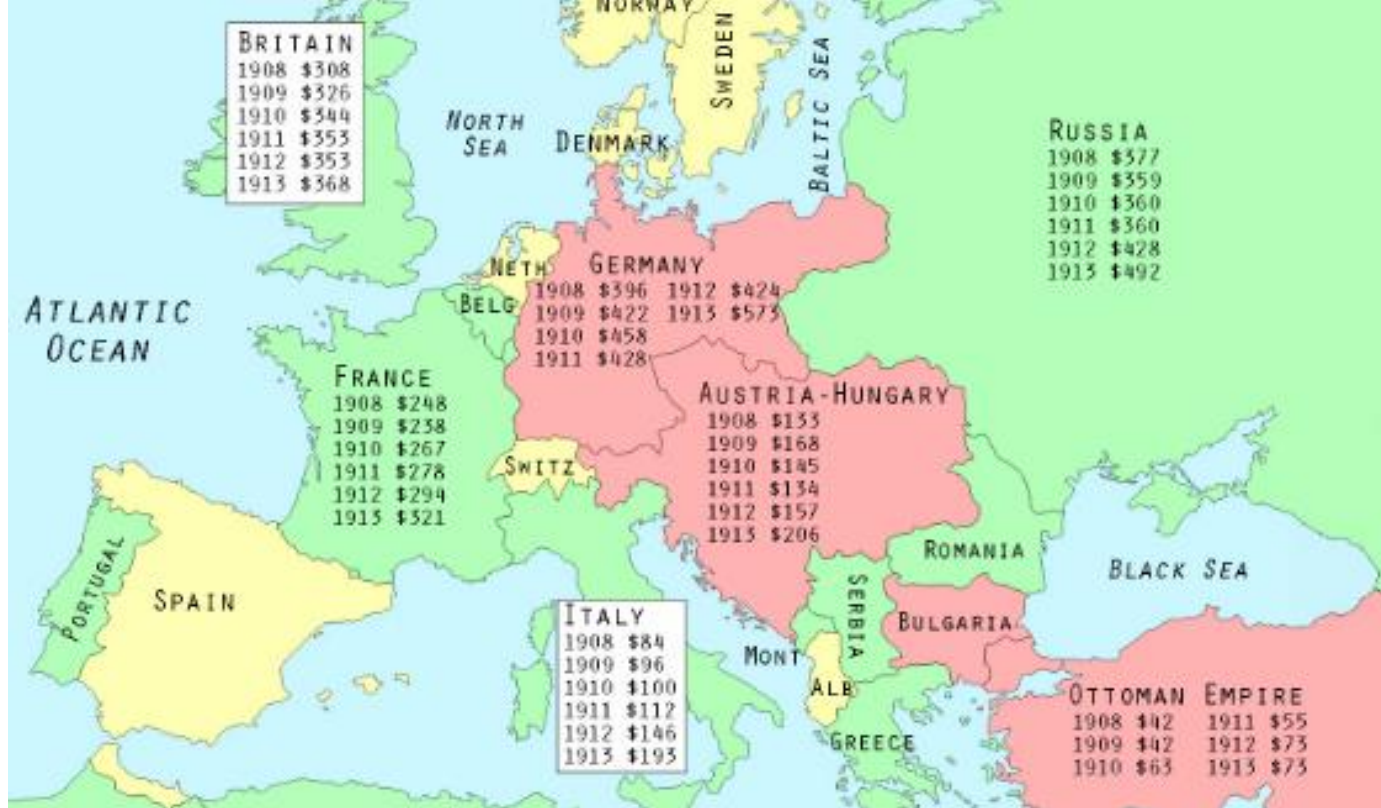 NORWAY
SWEDEN
BALTIC SEA
BRITAIN
1908 $308
1909 $326
1910 $344
1911 $353
1912 $353
1913 $368
NORTH
SEA
DENMARK
RUSSIA
1908 $377
1909 $359
1910 $360
1911 $360
1912 $428
1913 $492
NETH
BELG
GERMANY
1908 $396 1912 $424
1909 $422 1913 $573
1910 $458
1911 $428
ATLANTIC
OCEAN
FRANCE
1908 $248
1909 $238
1910 $267
1911 $278
1912 $294
1913 $321
AUSTRIA-HUNGARY
1908 $133
1909 $168
1910 $145
1911 $134
1912 $157
1913 $206
SWITZ
PORTUGAL
SPAIN
ROMANIA
BLACK SEA
SERBIA
BULGARIA
ITALY
1908 $84
1909 $96
1910 $100
1911 $112
1912 $146
1913 $193
MONT
ALB
GREECE
OTTOMAN EMPIRE
1908 $42 1911 $55
1909 $42 1912 $73
1910 $63 1913 $73